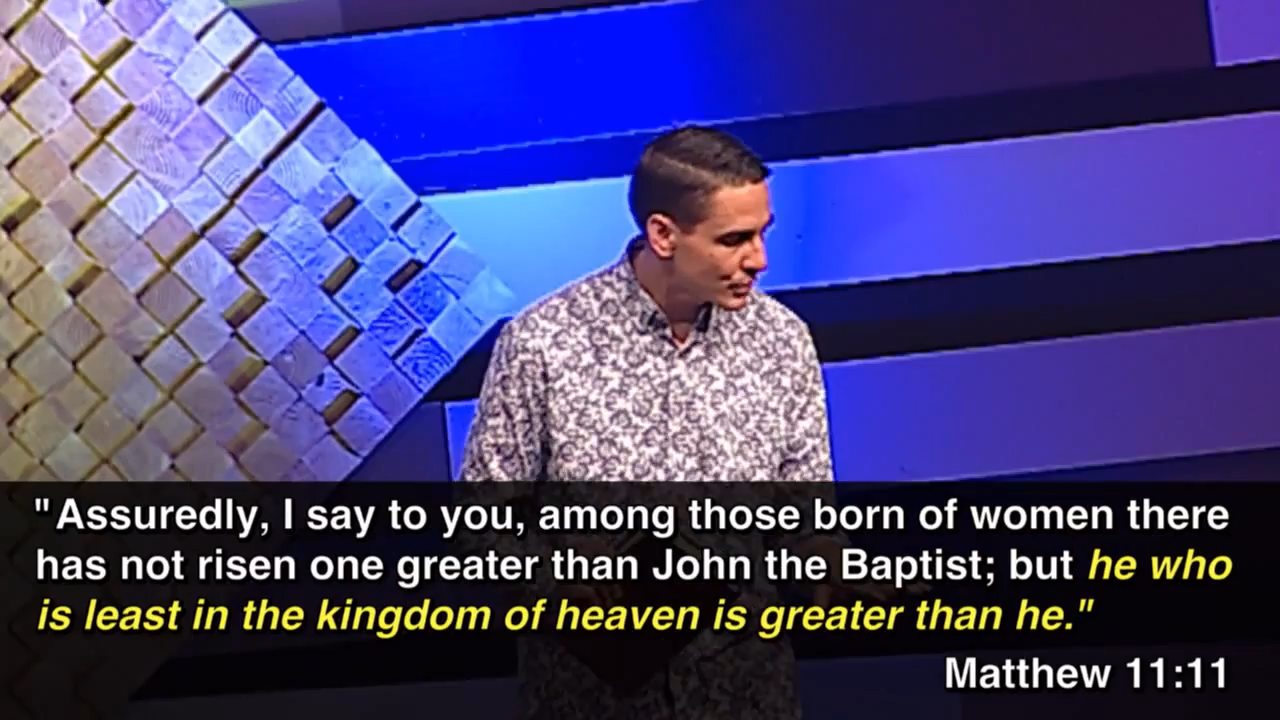 "Assuredly, I say to you, among those born of women there
has not risen one greater than John the Baptist; but he who
is least in the kingdom of heaven is greater than he."
Matthew 11:11